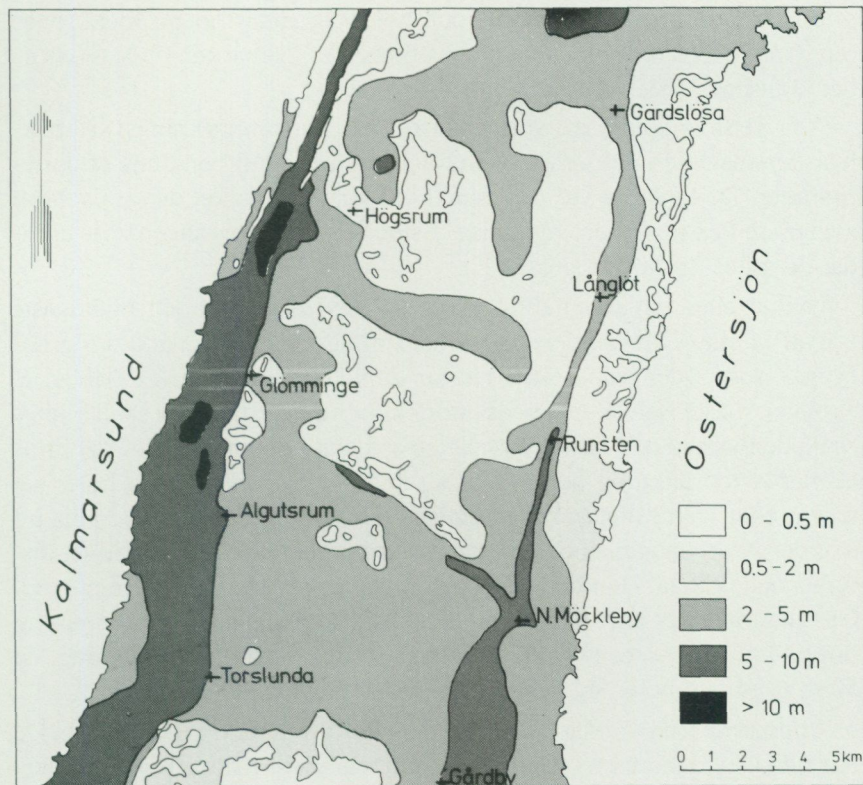 Gärdslösa
Högsrum
Långlöt
Östersjön
Glömminge
Kalmarsund
Runsten
Algutsrum
N. Möckleby
Torslunda
Gårdby
0 - 0.5 m
0.5 - 2 m
2 - 5 m
5 - 10 m
> 10 m
0 1 2 3 4 5 km